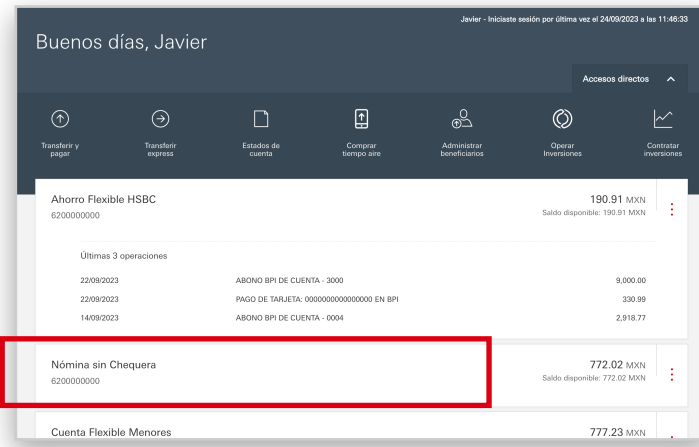 Javier - Iniciaste sesión por última vez el 24/09/2023 a las 11:46:33
Buenos días, Javier
Accesos directos
Transferir y pagar
Transferir express
Estados de cuenta
Comprar tiempo aire
Administrar beneficiarios
Operar Inversiones
Contratar inversiones
Ahorro Flexible HSBC 190.91 MXN
6200000000 Saldo disponible: 190.91 MXN
Últimas 3 operaciones
22/09/2023 ABONO BPI DE CUENTA - 3000 9,000.00
22/09/2023 PAGO DE TARJETA: 0000000000000000 EN BPI 330.99
14/09/2023 ABONO BPI DE CUENTA - 0004 2,918.77
Nómina sin Chequera 772.02 MXN
6200000000 Saldo disponible: 772.02 MXN
Cuenta Flexible Menores 777.23 MXN